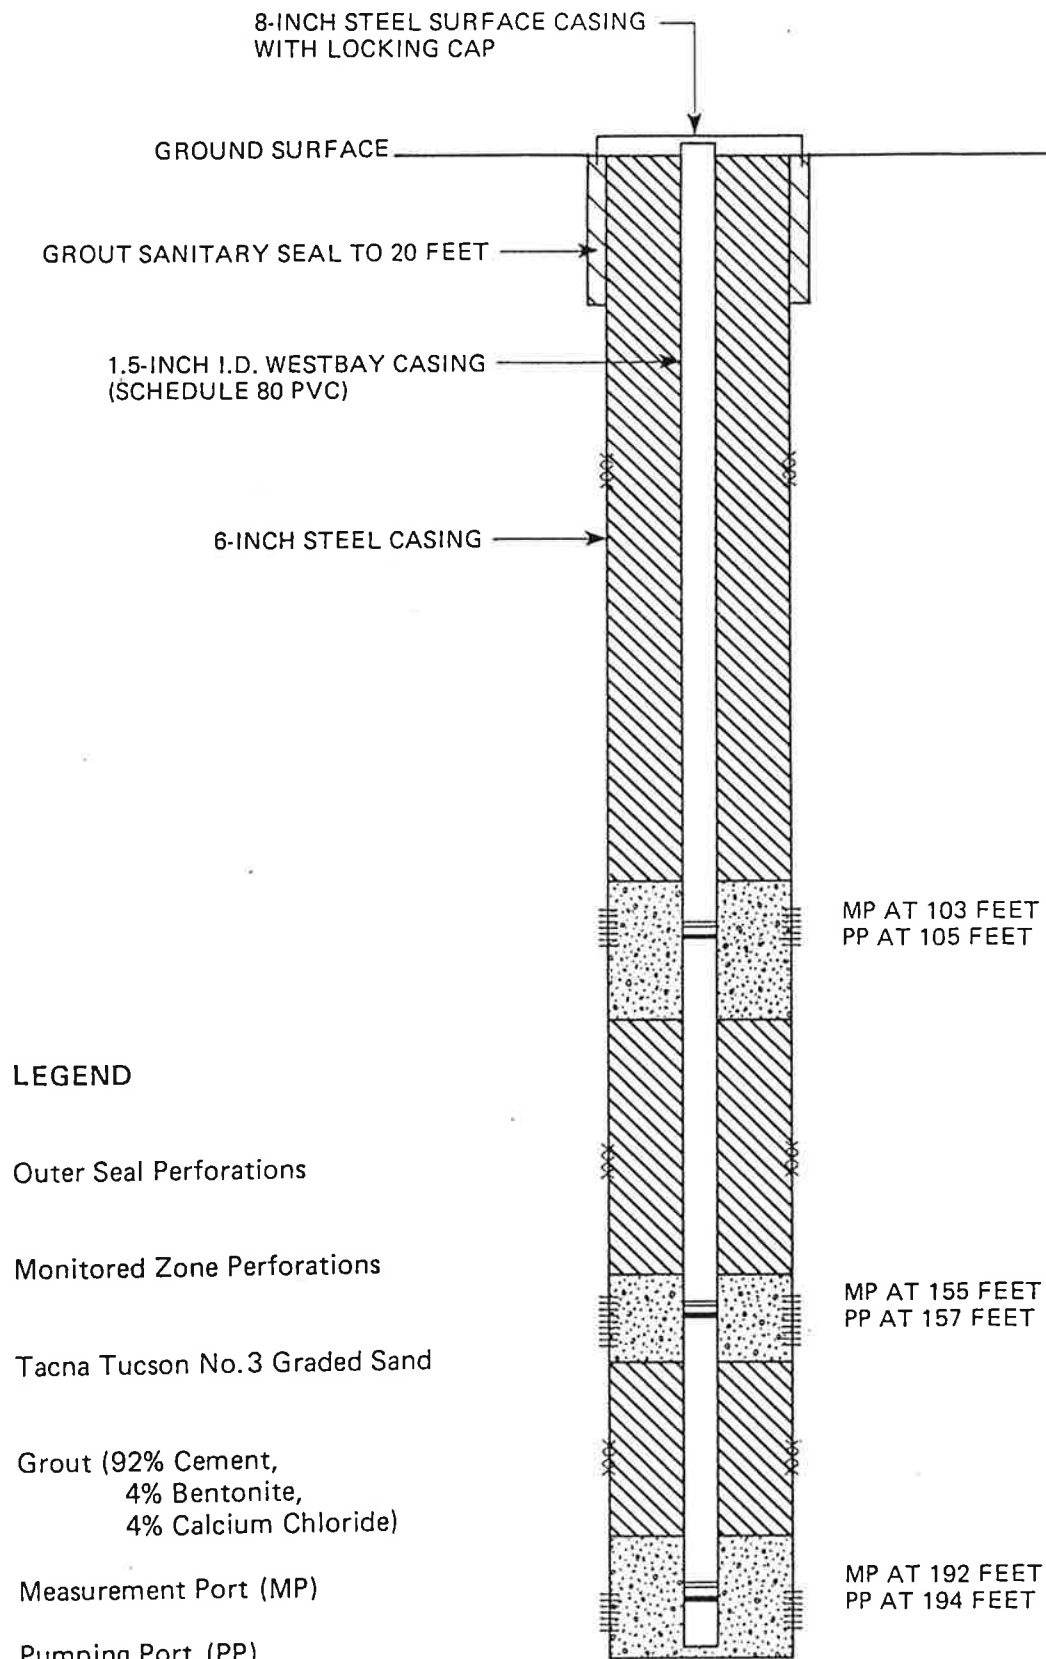 8-INCH STEEL SURFACE CASING
WITH LOCKING CAP
GROUND SURFACE
GROUT SANITARY SEAL TO 20 FEET
1.5-INCH I.D. WESTBAY CASING
(SCHEDULE 80 PVC)
6-INCH STEEL CASING
MP AT 103 FEET
PP AT 105 FEET
LEGEND
Outer Seal Perforations
Monitored Zone Perforations
MP AT 155 FEET
PP AT 157 FEET
Tacna Tucson No.3 Graded Sand
Grout (92% Cement,
4% Bentonite,
4% Calcium Chloride)
MP AT 192 FEET
PP AT 194 FEET
Measurement Port (MP)
Pumping Port (PP)